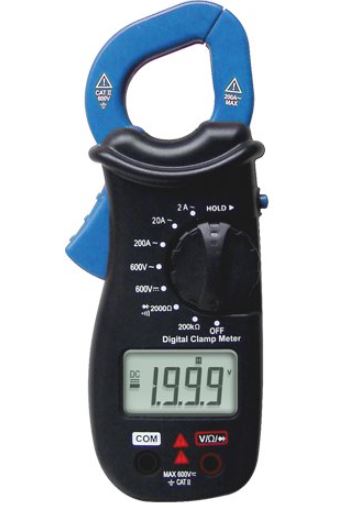 CAT II
600V
200A~
MAX
2A~
HOLD ▶
20A~
200A~
600V~
600V⎓
2000Ω
200kΩ
OFF
Digital Clamp Meter
H
DC
1.9.9.9
V
COM
V/Ω/
MAX 600V
CAT II